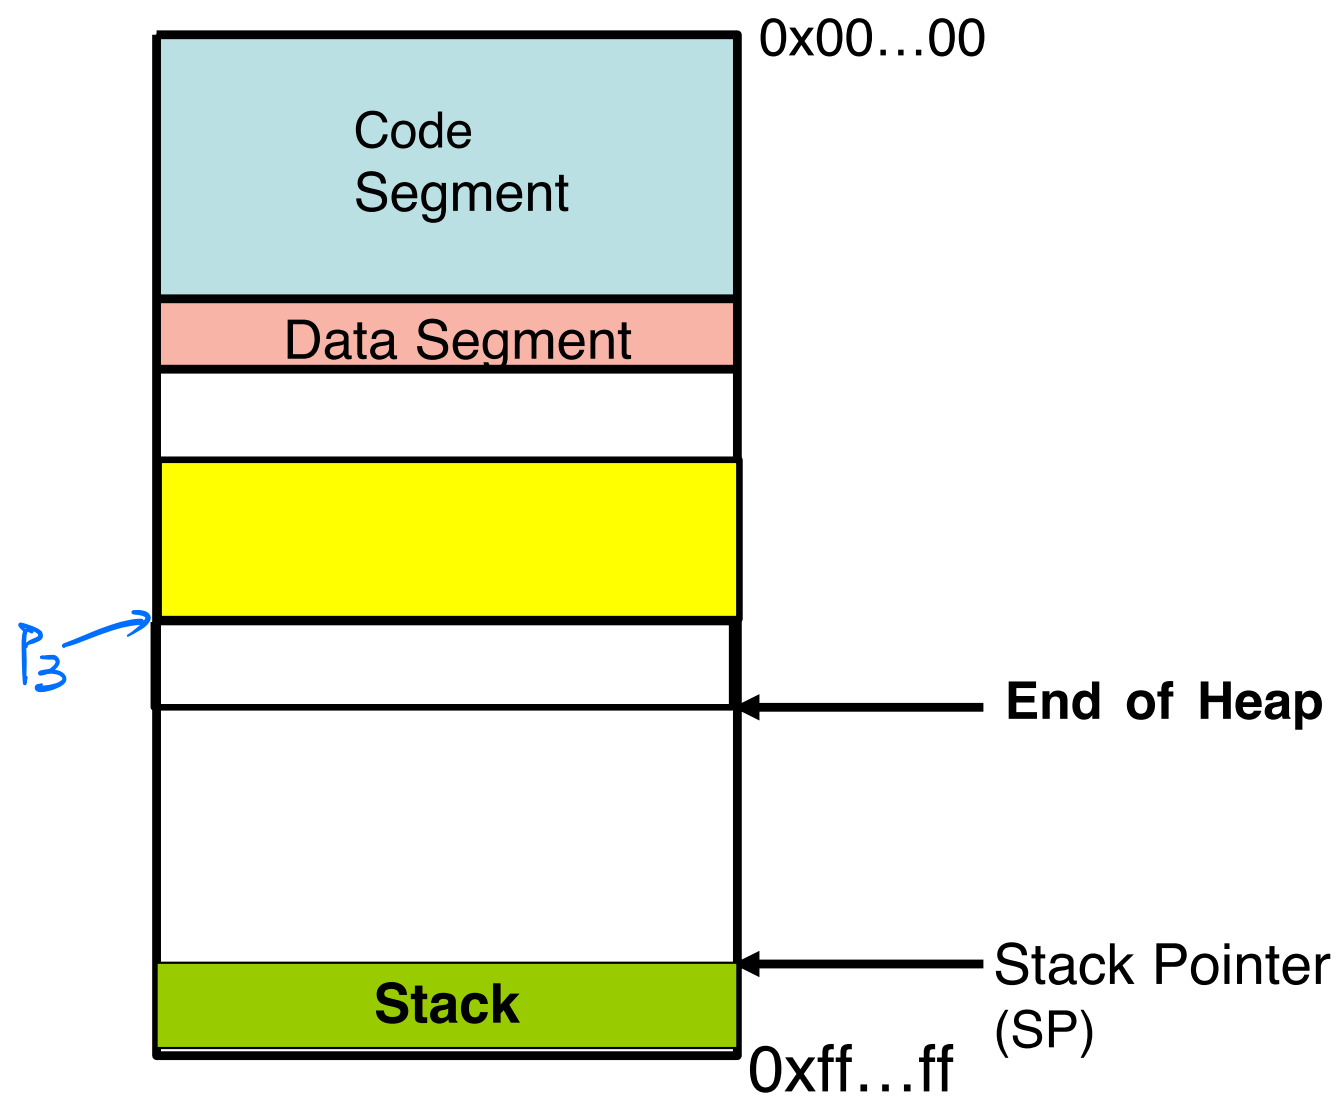 0x00…00
Code
Segment
Data Segment
P3
End of Heap
Stack Pointer
(SP)
Stack
0xff…ff